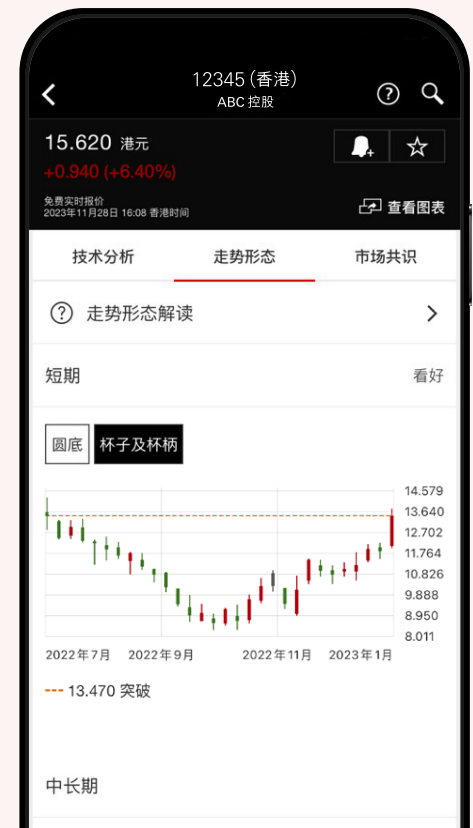 12345 (香港)
ABC 控股
15.620 港元
+0.940 (+6.40%)
免费实时报价
2023年11月28日 16:08 香港时间
查看图表
技术分析 走势形态 市场共识
走势形态解读
短期 看好
圆底 杯子及杯柄
14.579
13.640
12.702
11.764
10.826
9.888
8.950
8.011
2022年7月 2022年9月 2022年11月 2023年1月
--- 13.470 突破
中长期